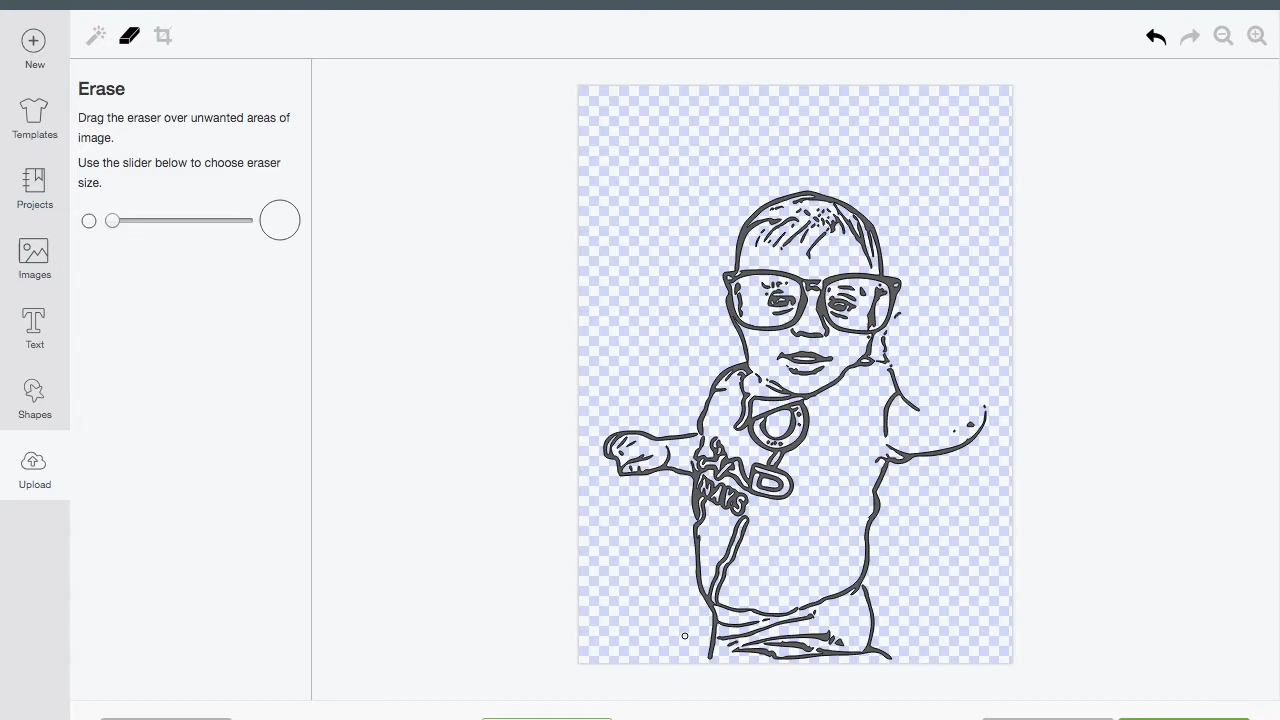 New
Templates
Projects
Images
Text
Shapes
Upload
Erase
Drag the eraser over unwanted areas of
image.
Use the slider below to choose eraser
size.
NAVS